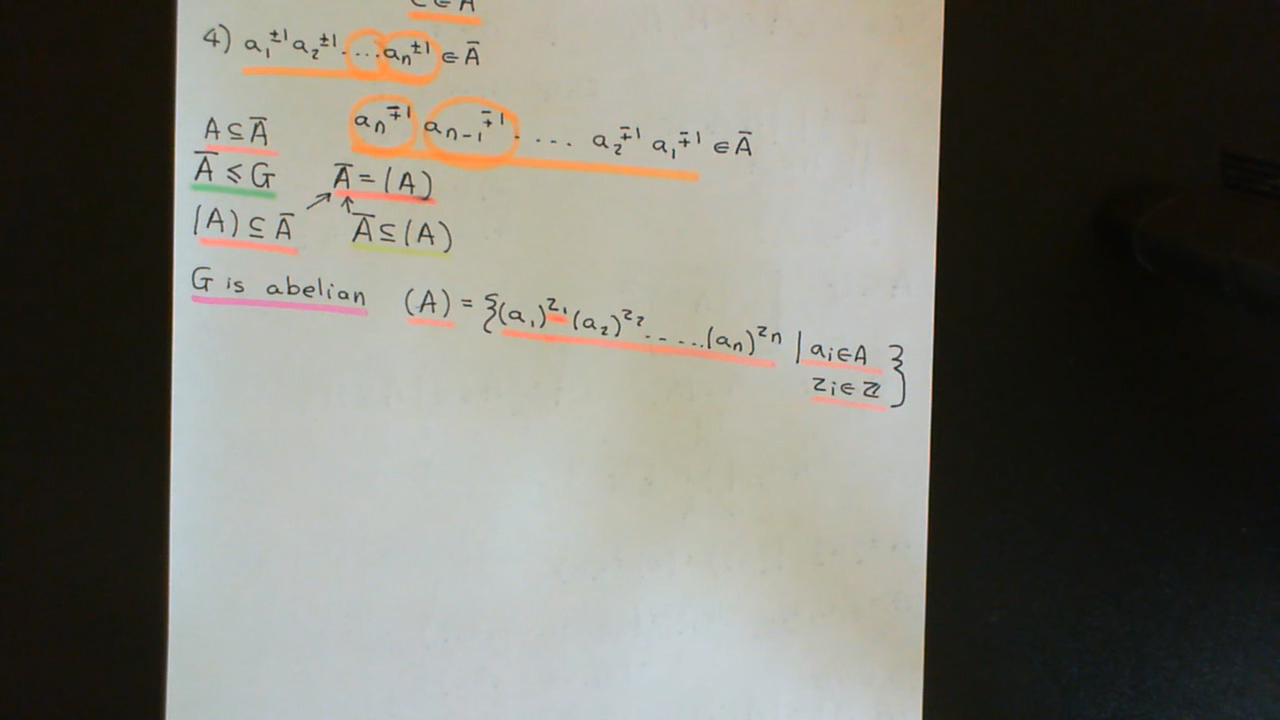 e ∈ A
4) a₁^±1 a₂^±1 .... aₙ^±1 ∈ Ā
aₙ^∓1 aₙ₋₁^∓1 .... a₂^∓1 a₁^∓1 ∈ Ā
A ⊆ Ā
Ā ≤ G Ā = (A)
(A) ⊆ Ā ↗ ↑ Ā ⊆ (A)
G is abelian (A) = {(a₁)^z₁ (a₂)^z₂ ..... (aₙ)^zₙ | aᵢ ∈ A
zᵢ ∈ ℤ }